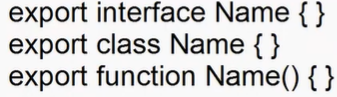 export interface Name { }
export class Name { }
export function Name() { }